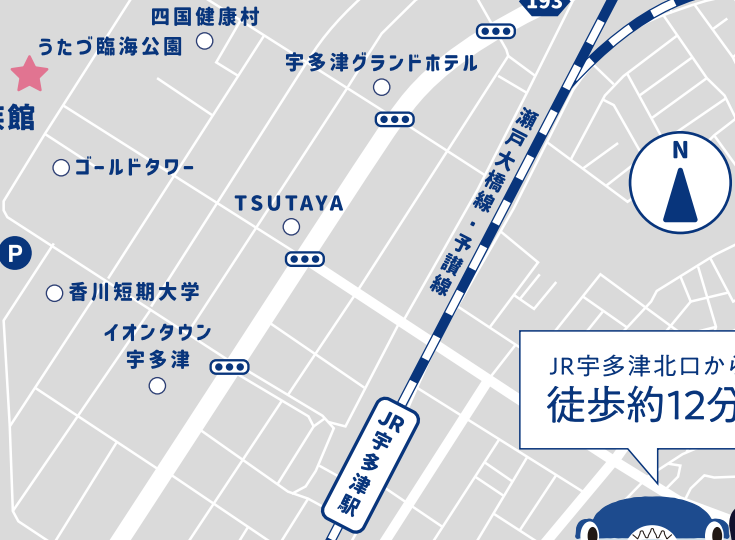 193
四国健康村
うたづ臨海公園
宇多津グランドホテル
館
瀬戸大橋線・予讃線
N
ゴールドタワー
TSUTAYA
P
香川短期大学
イオンタウン
宇多津
JR宇多津北口から
徒歩約12分
JR宇多津駅